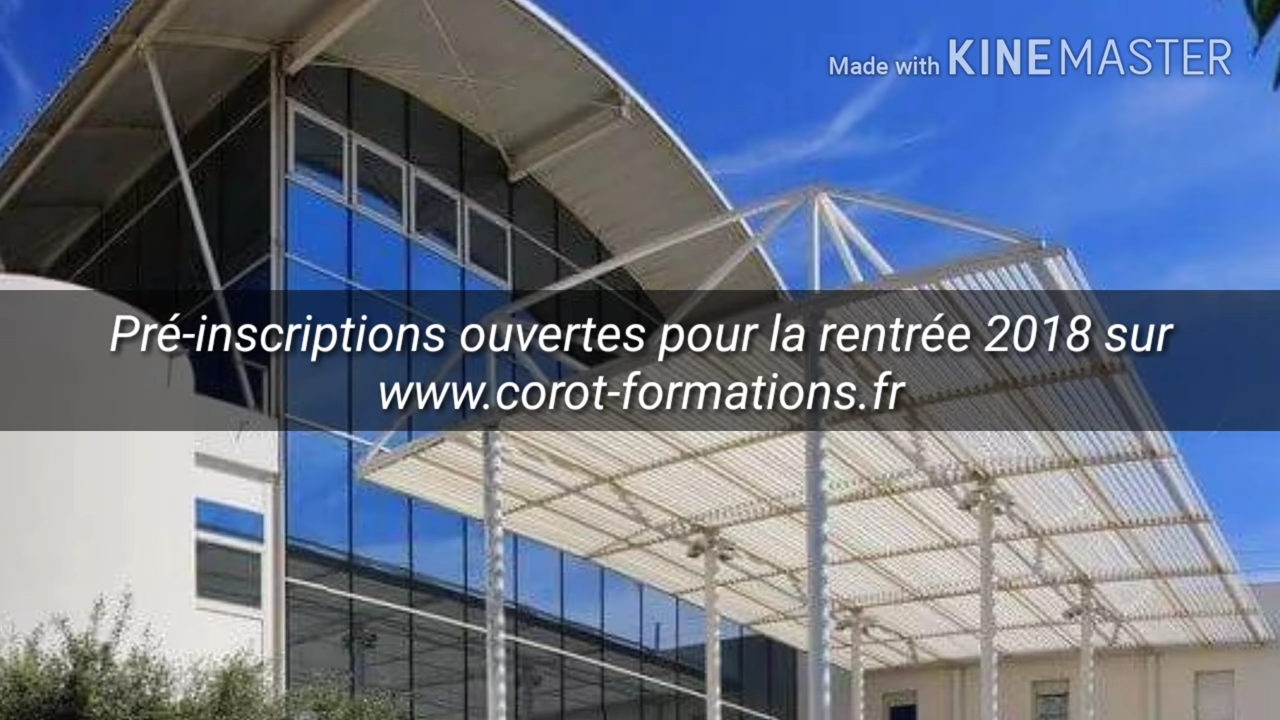 Made with KINEMASTER
Pré-inscriptions ouvertes pour la rentrée 2018 sur
www.corot-formations.fr